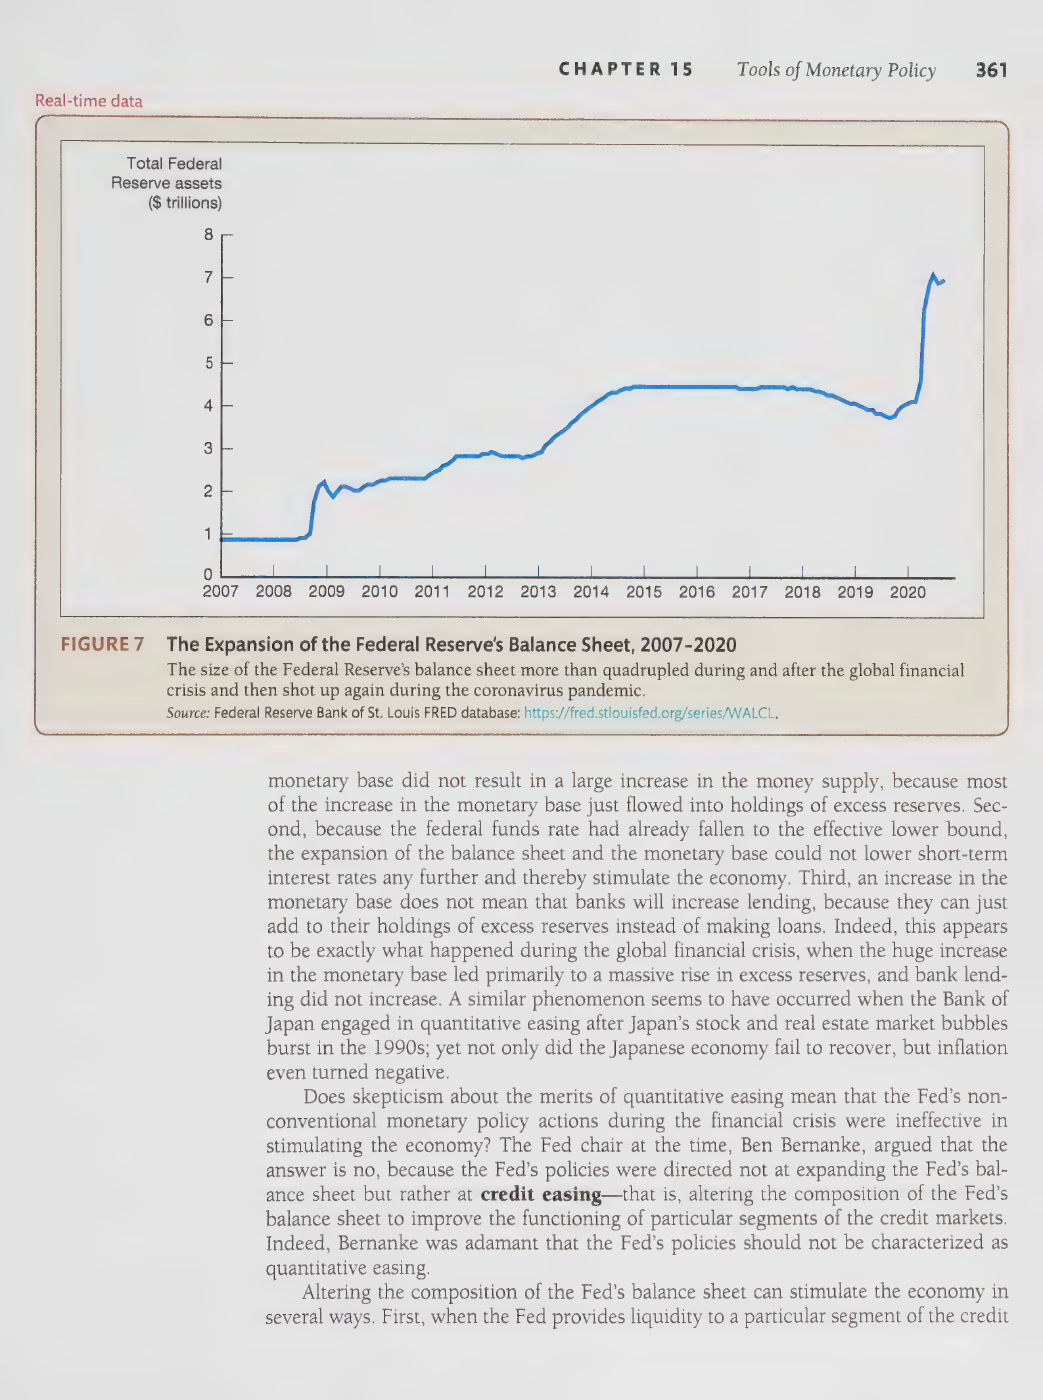 CHAPTER 15 Tools of Monetary Policy 361
Real-time data
Total Federal
Reserve assets
($ trillions)
8
7
6
5
4
3
2
1
0
2007 2008 2009 2010 2011 2012 2013 2014 2015 2016 2017 2018 2019 2020
FIGURE 7 The Expansion of the Federal Reserve's Balance Sheet, 2007-2020
The size of the Federal Reserve's balance sheet more than quadrupled during and after the global financial
crisis and then shot up again during the coronavirus pandemic.
Source: Federal Reserve Bank of St. Louis FRED database: https://fred.stlouisfed.org/series/WALCL.
monetary base did not result in a large increase in the money supply, because most
of the increase in the monetary base just flowed into holdings of excess reserves. Sec-
ond, because the federal funds rate had already fallen to the effective lower bound,
the expansion of the balance sheet and the monetary base could not lower short-term
interest rates any further and thereby stimulate the economy. Third, an increase in the
monetary base does not mean that banks will increase lending, because they can just
add to their holdings of excess reserves instead of making loans. Indeed, this appears
to be exactly what happened during the global financial crisis, when the huge increase
in the monetary base led primarily to a massive rise in excess reserves, and bank lend-
ing did not increase. A similar phenomenon seems to have occurred when the Bank of
Japan engaged in quantitative easing after Japan's stock and real estate market bubbles
burst in the 1990s; yet not only did the Japanese economy fail to recover, but inflation
even turned negative.
Does skepticism about the merits of quantitative easing mean that the Fed's non-
conventional monetary policy actions during the financial crisis were ineffective in
stimulating the economy? The Fed chair at the time, Ben Bernanke, argued that the
answer is no, because the Fed's policies were directed not at expanding the Fed's bal-
ance sheet but rather at credit easing—that is, altering the composition of the Fed's
balance sheet to improve the functioning of particular segments of the credit markets.
Indeed, Bernanke was adamant that the Fed's policies should not be characterized as
quantitative easing.
Altering the composition of the Fed's balance sheet can stimulate the economy in
several ways. First, when the Fed provides liquidity to a particular segment of the credit